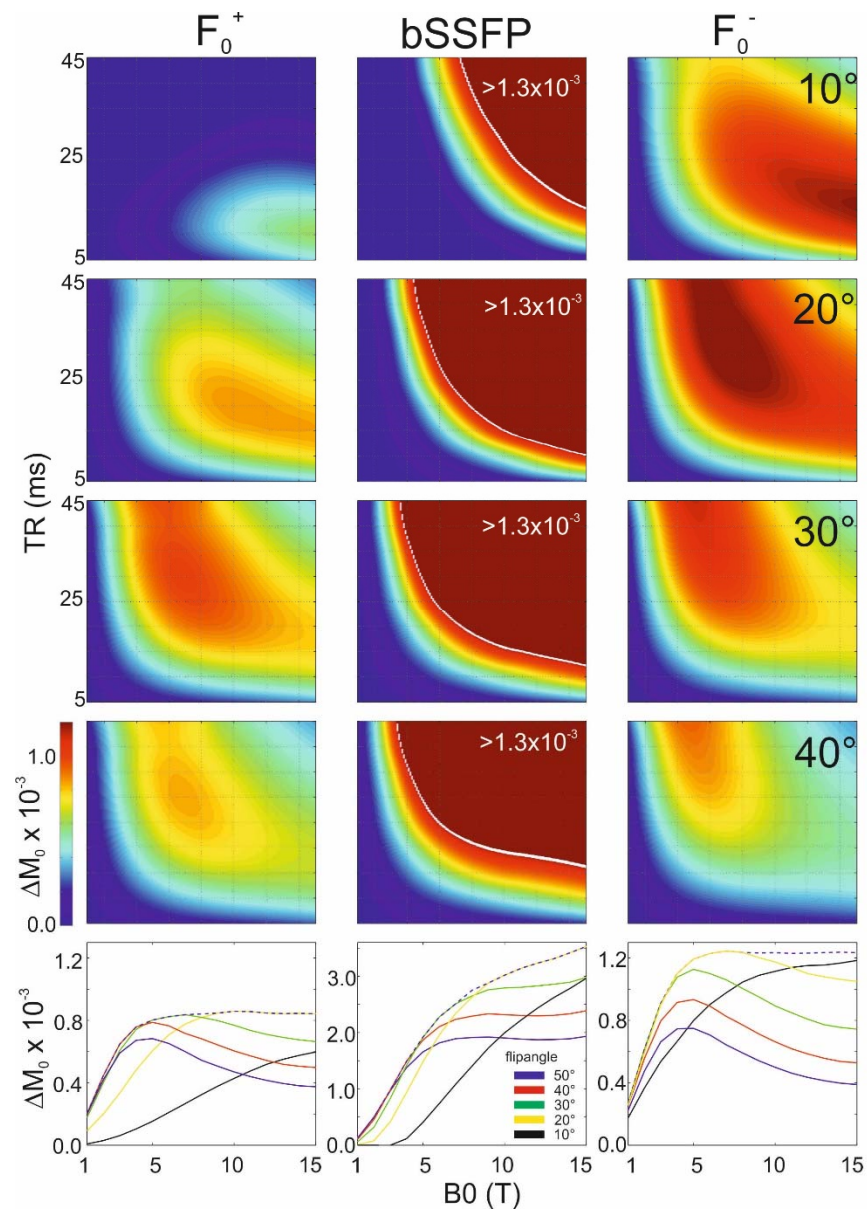 F₀⁺ bSSFP F₀⁻
45 >1.3x10⁻³ 10°
25
5
45 >1.3x10⁻³ 20°
25
5
TR (ms)
45 >1.3x10⁻³ 30°
25
5
>1.3x10⁻³ 40°
1.0
0.0
ΔM₀ x 10⁻³
1.2 3.0 1.2
0.8 2.0 0.8
0.4 1.0 0.4
0.0 0.0 0.0
ΔM₀ x 10⁻³
flipangle
50°
40°
30°
20°
10°
1 5 10 15 1 5 10 15 1 5 10 15
B0 (T)